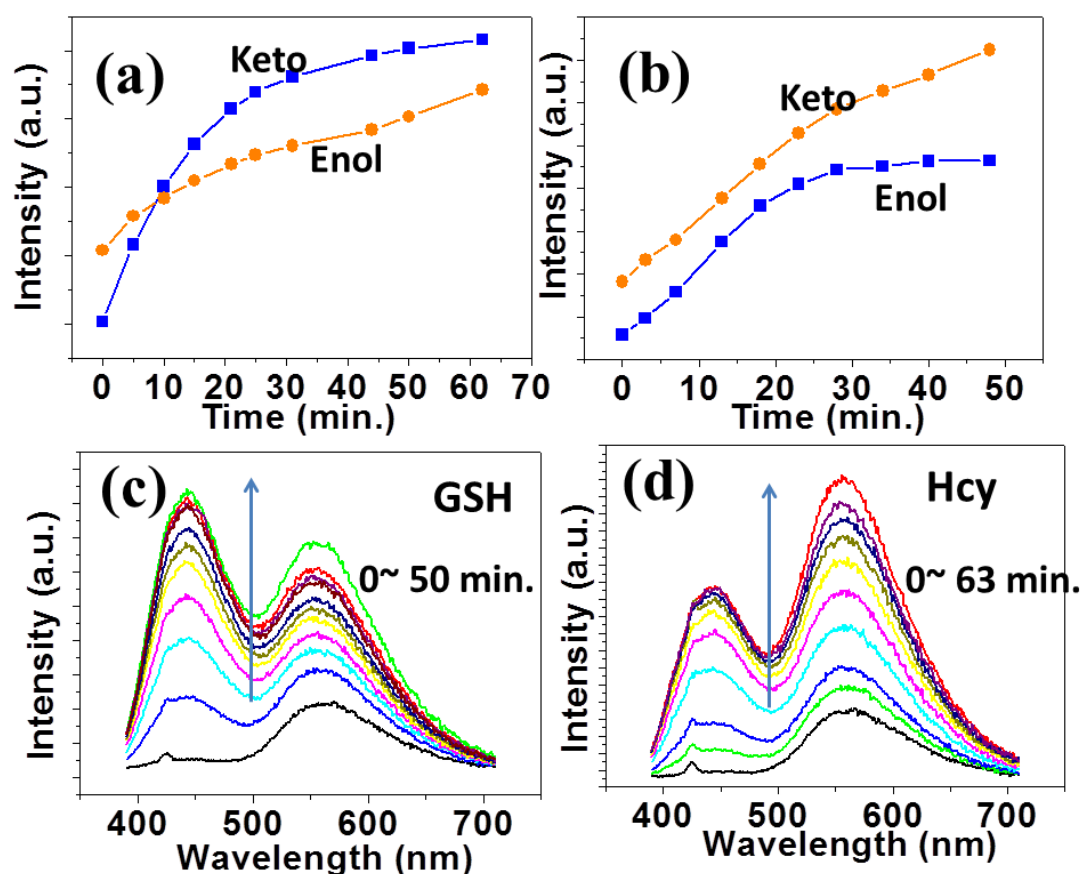 (a)
Keto
Enol
Intensity (a.u.)
0 10 20 30 40 50 60 70
Time (min.)
(b)
Keto
Enol
Intensity (a.u.)
0 10 20 30 40 50
Time (min.)
(c)
GSH
0~ 50 min.
Intensity (a.u.)
400 500 600 700
Wavelength (nm)
(d)
Hcy
0~ 63 min.
Intensity (a.u.)
400 500 600 700
Wavelength (nm)